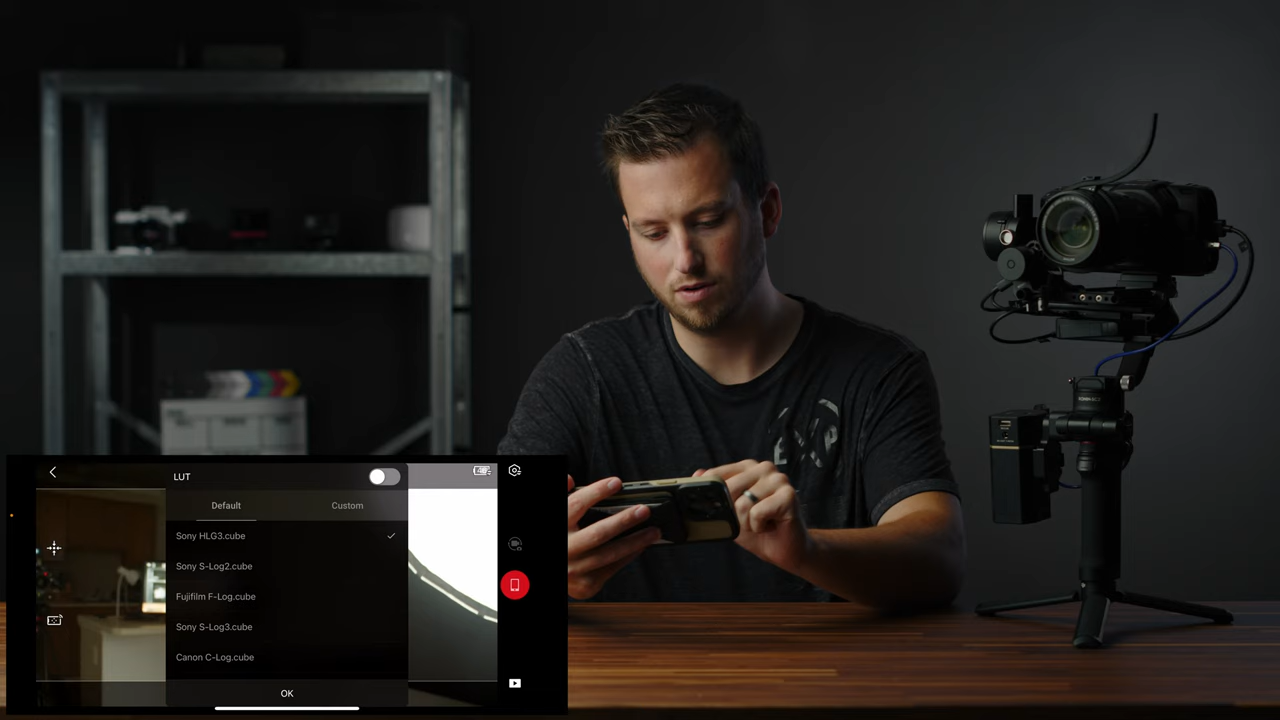 LUT
Default Custom
Sony HLG3.cube
Sony S-Log2.cube
Fujifilm F-Log.cube
Sony S-Log3.cube
Canon C-Log.cube
OK